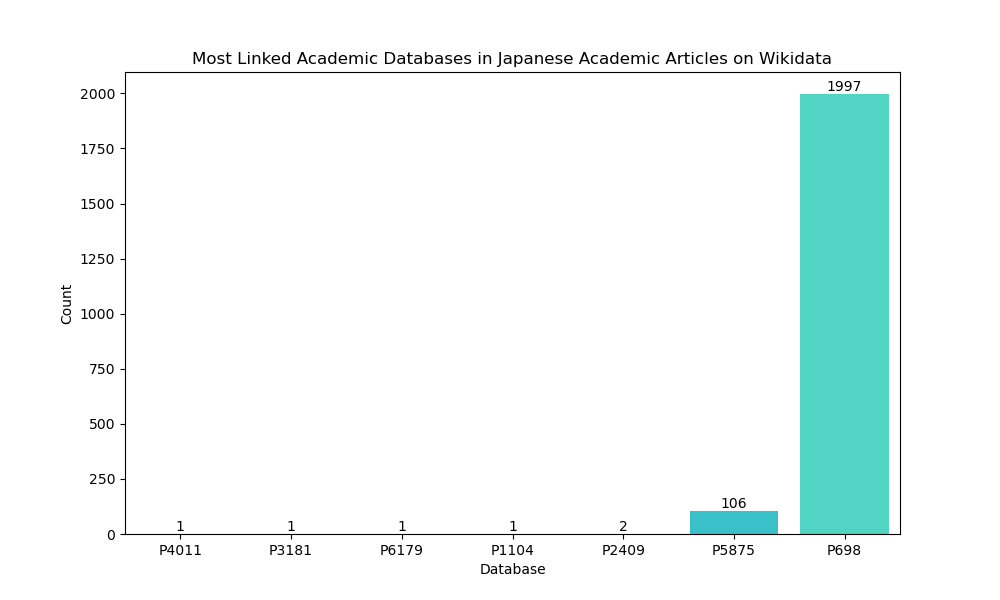 Most Linked Academic Databases in Japanese Academic Articles on Wikidata
2000
1750
1500
1250
1000
750
500
250
0
Count
1 1 1 1 2 106 1997
P4011 P3181 P6179 P1104 P2409 P5875 P698
Database